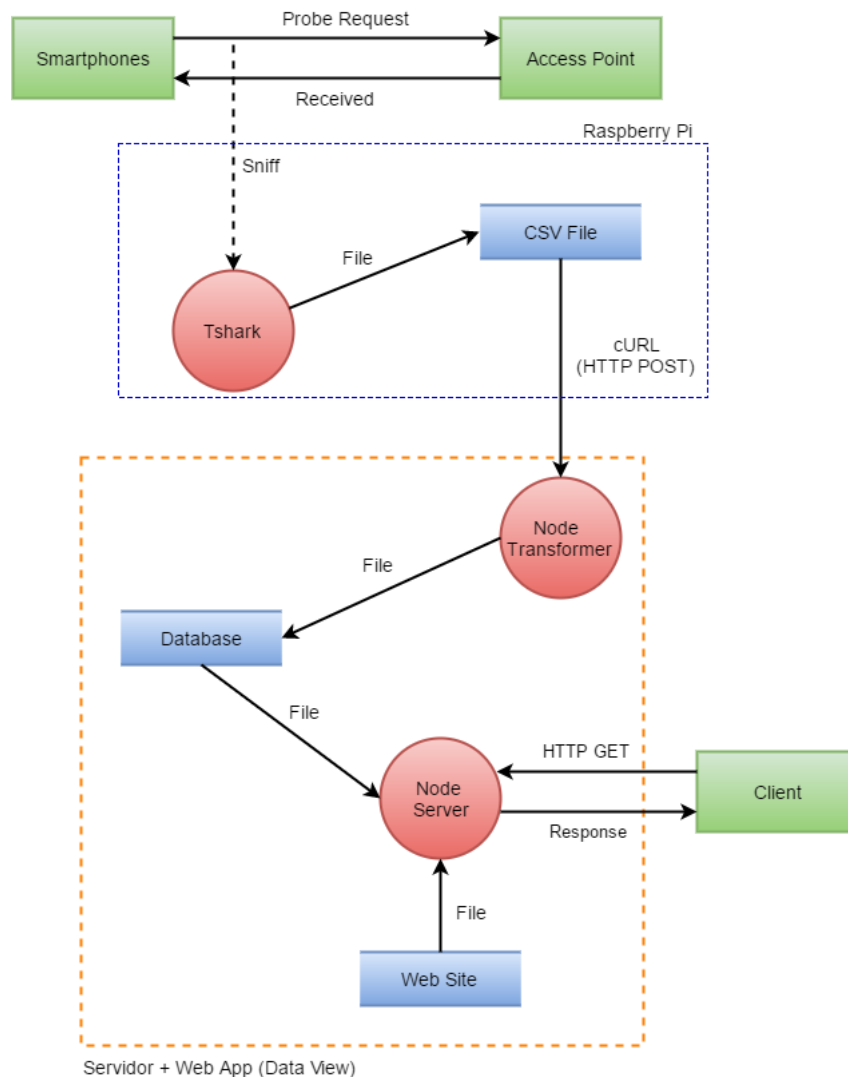 Probe Request
Smartphones
Access Point
Received
Raspberry Pi
Sniff
CSV File
File
Tshark
cURL
(HTTP POST)
Node
Transformer
File
Database
File
HTTP GET
Node
Server
Client
Response
File
Web Site
Servidor + Web App (Data View)